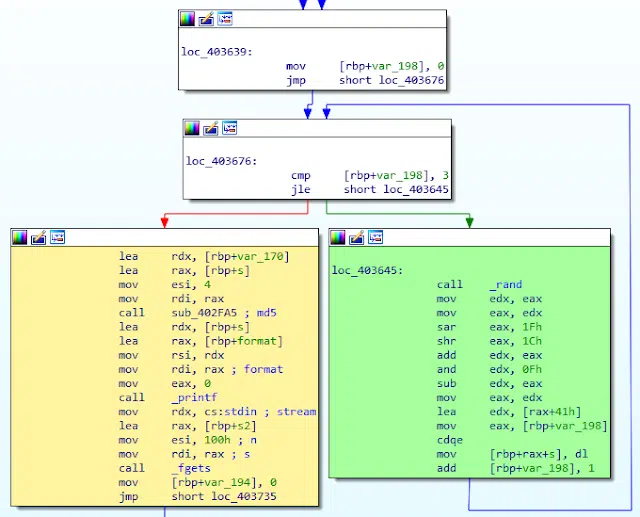 loc_403639:
mov [rbp+var_198], 0
jmp short loc_403676
loc_403676:
cmp [rbp+var_198], 3
jle short loc_403645
lea rdx, [rbp+var_170]
lea rax, [rbp+s]
mov esi, 4
mov rdi, rax
call sub_402FA5 ; md5
lea rdx, [rbp+s]
lea rax, [rbp+format]
mov rsi, rdx
mov rdi, rax ; format
mov eax, 0
call _printf
mov rdx, cs:stdin ; stream
lea rax, [rbp+s2]
mov esi, 100h ; n
mov rdi, rax ; s
call _fgets
mov [rbp+var_194], 0
jmp short loc_403735
loc_403645:
call _rand
mov edx, eax
mov eax, edx
sar eax, 1Fh
shr eax, 1Ch
add edx, eax
and edx, 0Fh
sub edx, eax
mov eax, edx
lea edx, [rax+41h]
mov eax, [rbp+var_198]
cdqe
mov [rbp+rax+s], dl
add [rbp+var_198], 1